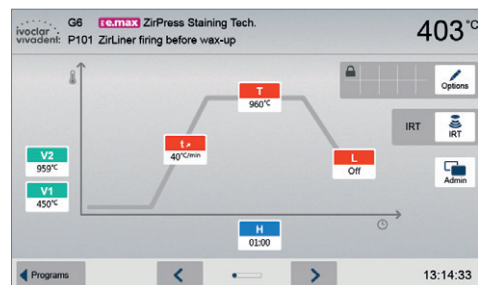 ivoclar
vivadent:
G6 IPS e.max ZirPress Staining Tech.
P101 ZirLiner firing before wax-up
403°C
T
960°C
Options
IRT
IRT
t↗
40°C/min
V2
959°C
L
Off
Admin
V1
450°C
H
01:00
Programs
13:14:33